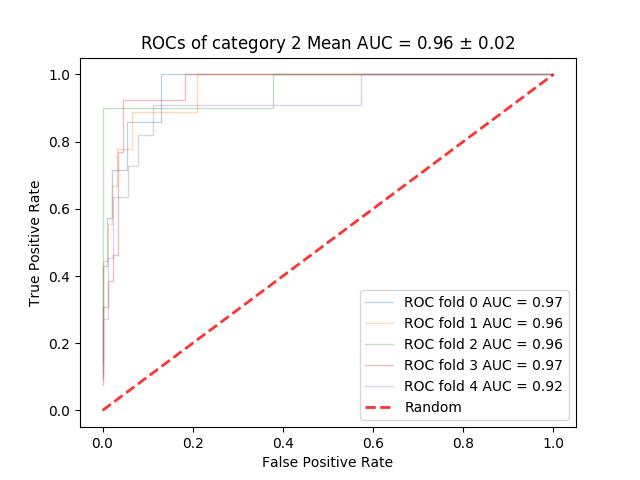 ROCs of category 2 Mean AUC = 0.96 ± 0.02
True Positive Rate
1.0
0.8
0.6
0.4
0.2
0.0
ROC fold 0 AUC = 0.97
ROC fold 1 AUC = 0.96
ROC fold 2 AUC = 0.96
ROC fold 3 AUC = 0.97
ROC fold 4 AUC = 0.92
Random
0.0 0.2 0.4 0.6 0.8 1.0
False Positive Rate